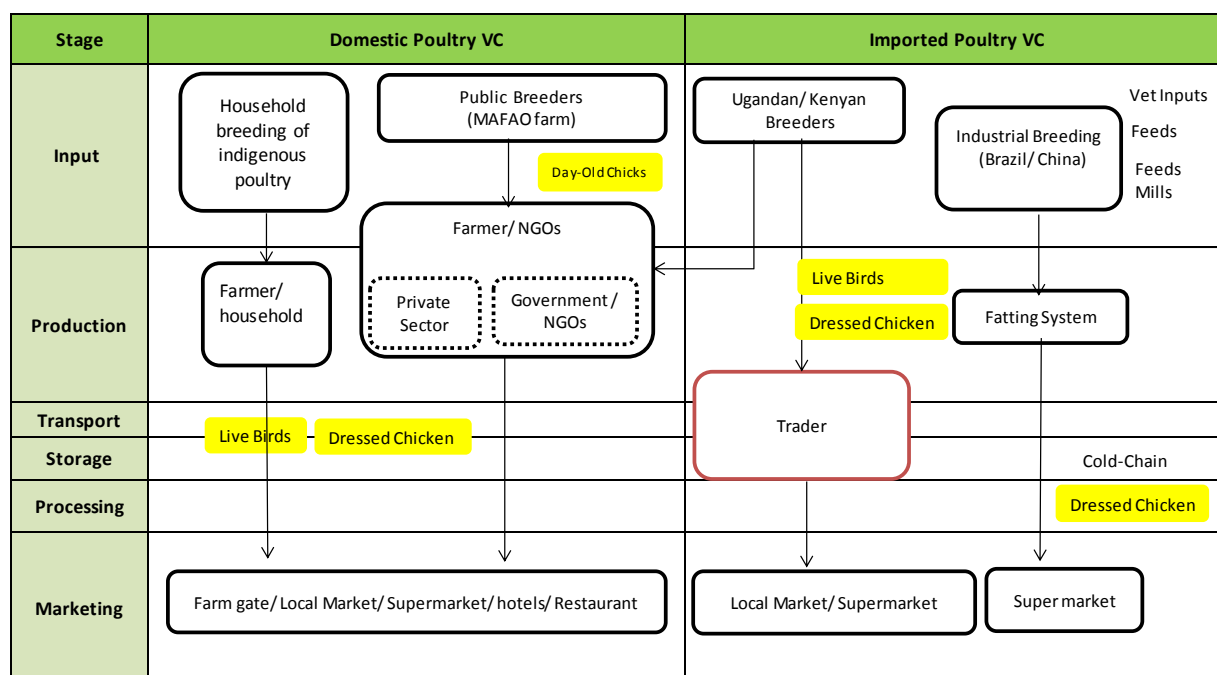 Stage
Domestic Poultry VC
Imported Poultry VC
Input
Household
breeding of
indigenous
poultry
Public Breeders
(MAFAO farm)
Day-Old Chicks
Farmer/ NGOs
Ugandan/ Kenyan
Breeders
Industrial Breeding
(Brazil/ China)
Vet Inputs
Feeds
Feeds
Mills
Production
Farmer/
household
Private
Sector
Government /
NGOs
Live Birds
Dressed Chicken
Fatting System
Transport
Storage
Processing
Live Birds
Dressed Chicken
Trader
Cold-Chain
Dressed Chicken
Marketing
Farm gate/ Local Market/ Supermarket/ hotels/ Restaurant
Local Market/ Supermarket
Super market